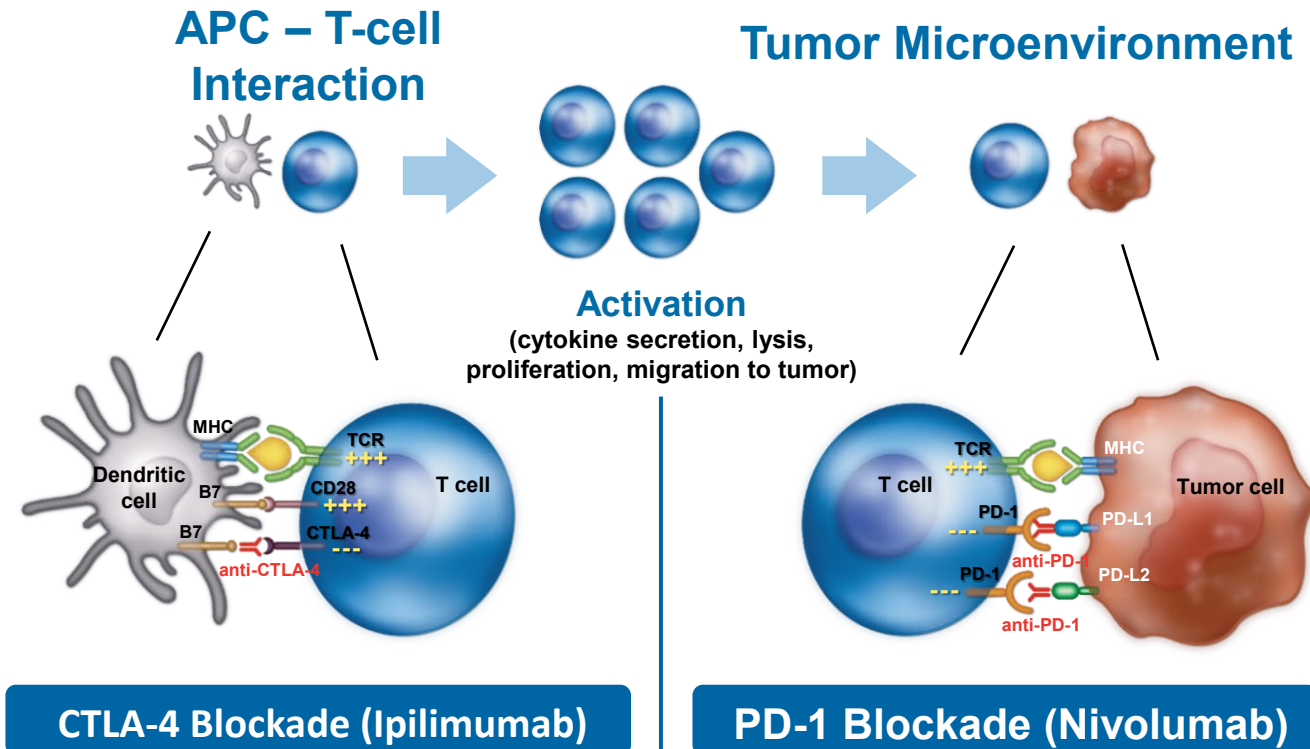 APC – T-cell
Interaction
Tumor Microenvironment
Activation
(cytokine secretion, lysis,
proliferation, migration to tumor)
MHC
TCR
+++
Dendritic
cell
B7
CD28
+++
T cell
B7
CTLA-4
---
anti-CTLA-4
TCR
+++
MHC
T cell
Tumor cell
PD-1
---
PD-L1
anti-PD-1
PD-1
---
PD-L2
anti-PD-1
CTLA-4 Blockade (Ipilimumab)
PD-1 Blockade (Nivolumab)